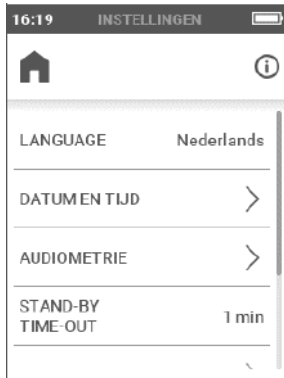 16:19 INSTELLINGEN
LANGUAGE Nederlands
DATUM EN TIJD
AUDIOMETRIE
STAND-BY
TIME-OUT 1 min